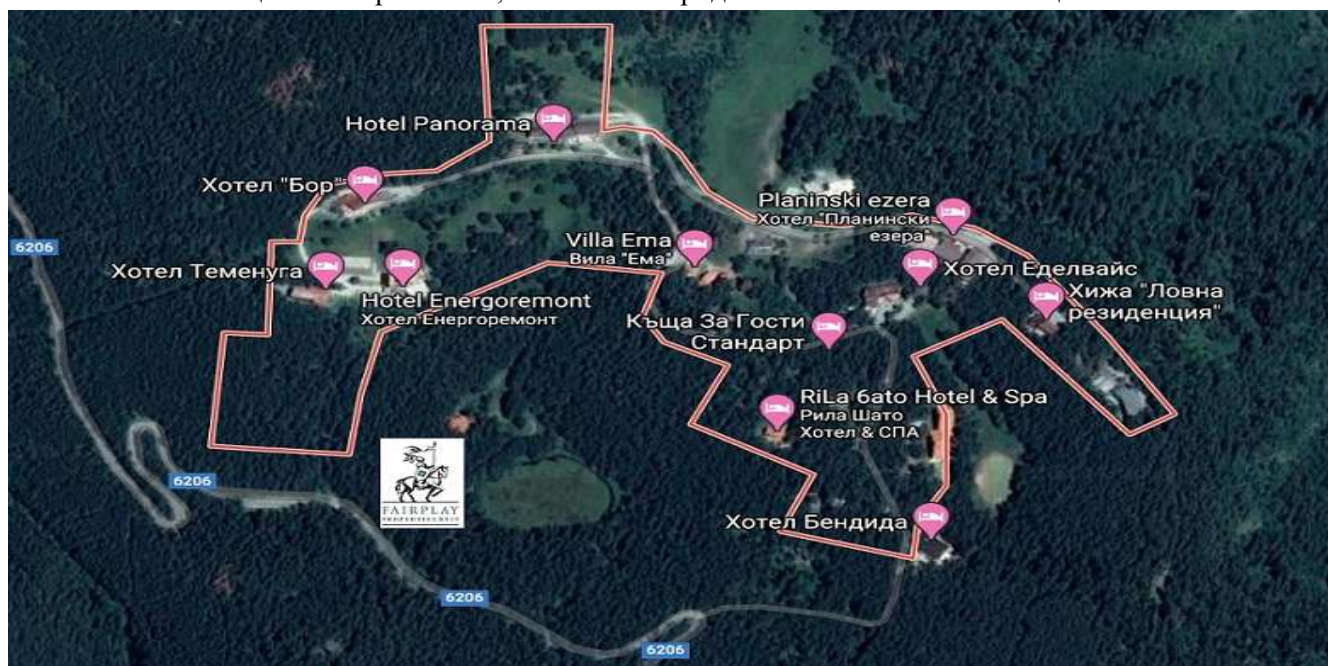 Hotel Panorama
Хотел "Бор"
Planinski ezera
Хотел "Планински
езера"
6206
Villa Ema
Вила "Ема"
Хотел Теменуга
Хотел Еделвайс
Hotel Energoremont
Хотел Енергоремонт
Хижа "Ловна
резиденция"
Къща За Гости
Стандарт
RiLa 6ato Hotel & Spa
Рила Шато
Хотел & СПА
6206
FAIRPLAY
Хотел Бендида
6206
6206